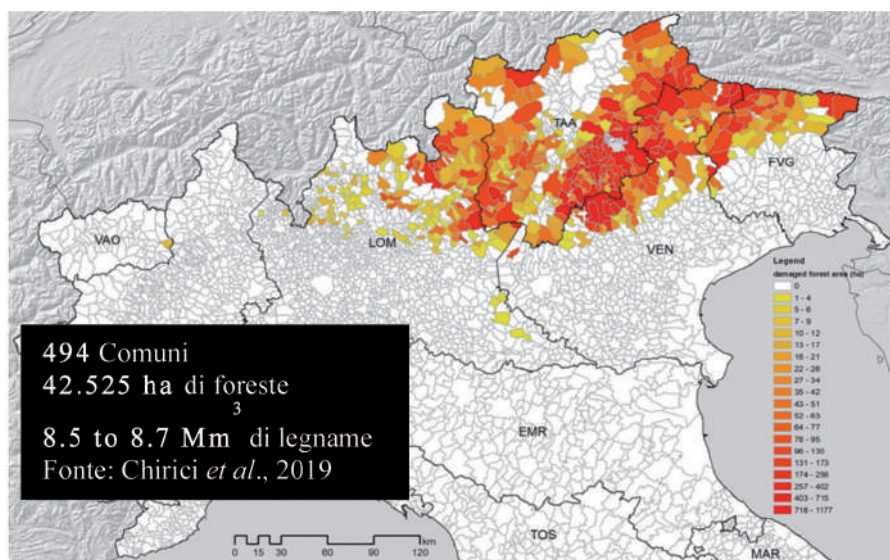 TAA
FVG
VAO
LOM
VEN
Legend
damaged forest area (ha)
0
1 - 4
5 - 6
7 - 9
10 - 12
13 - 17
18 - 21
22 - 26
27 - 34
35 - 42
43 - 51
52 - 63
64 - 77
78 - 95
96 - 130
131 - 173
174 - 256
257 - 402
403 - 715
716 - 1177
494 Comuni
42.525 ha di foreste
3
8.5 to 8.7 Mm di legname
Fonte: Chirici et al., 2019
EMR
TOS
MAR
km
0 15 30 60 90 120